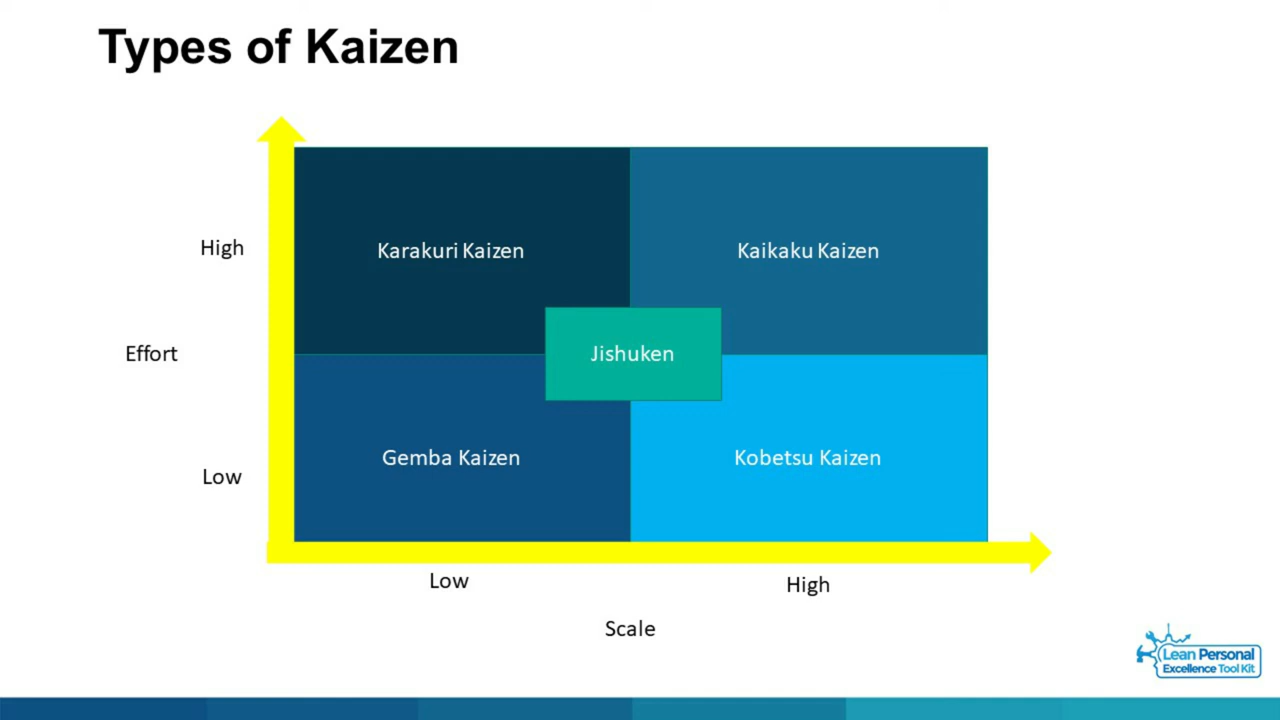 Types of Kaizen
High
Karakuri Kaizen
Kaikaku Kaizen
Effort
Jishuken
Low
Gemba Kaizen
Kobetsu Kaizen
Low
High
Scale
Lean Personal
Excellence Tool Kit